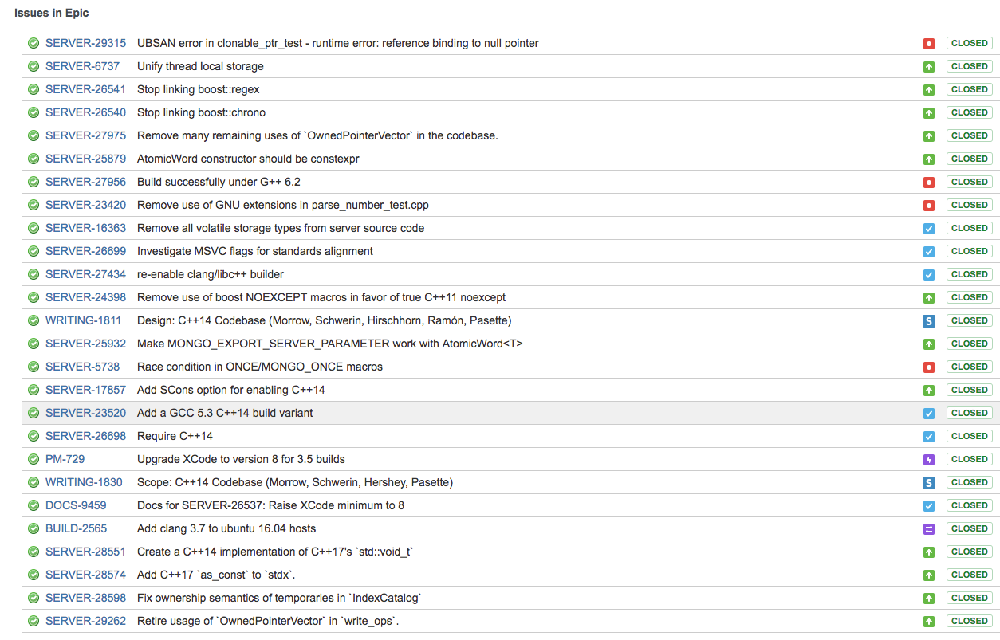 Issues in Epic
SERVER-29315 UBSAN error in clonable_ptr_test - runtime error: reference binding to null pointer CLOSED
SERVER-6737 Unify thread local storage CLOSED
SERVER-26541 Stop linking boost::regex CLOSED
SERVER-26540 Stop linking boost::chrono CLOSED
SERVER-27975 Remove many remaining uses of `OwnedPointerVector` in the codebase. CLOSED
SERVER-25879 AtomicWord constructor should be constexpr CLOSED
SERVER-27956 Build successfully under G++ 6.2 CLOSED
SERVER-23420 Remove use of GNU extensions in parse_number_test.cpp CLOSED
SERVER-16363 Remove all volatile storage types from server source code CLOSED
SERVER-26699 Investigate MSVC flags for standards alignment CLOSED
SERVER-27434 re-enable clang/libc++ builder CLOSED
SERVER-24398 Remove use of boost NOEXCEPT macros in favor of true C++11 noexcept CLOSED
WRITING-1811 Design: C++14 Codebase (Morrow, Schwerin, Hirschhorn, Ramón, Pasette) S CLOSED
SERVER-25932 Make MONGO_EXPORT_SERVER_PARAMETER work with AtomicWord<T> CLOSED
SERVER-5738 Race condition in ONCE/MONGO_ONCE macros CLOSED
SERVER-17857 Add SCons option for enabling C++14 CLOSED
SERVER-23520 Add a GCC 5.3 C++14 build variant CLOSED
SERVER-26698 Require C++14 CLOSED
PM-729 Upgrade XCode to version 8 for 3.5 builds CLOSED
WRITING-1830 Scope: C++14 Codebase (Morrow, Schwerin, Hershey, Pasette) S CLOSED
DOCS-9459 Docs for SERVER-26537: Raise XCode minimum to 8 CLOSED
BUILD-2565 Add clang 3.7 to ubuntu 16.04 hosts CLOSED
SERVER-28551 Create a C++14 implementation of C++17's `std::void_t` CLOSED
SERVER-28574 Add C++17 `as_const` to `stdx`. CLOSED
SERVER-28598 Fix ownership semantics of temporaries in `IndexCatalog` CLOSED
SERVER-29262 Retire usage of `OwnedPointerVector` in `write_ops`. CLOSED